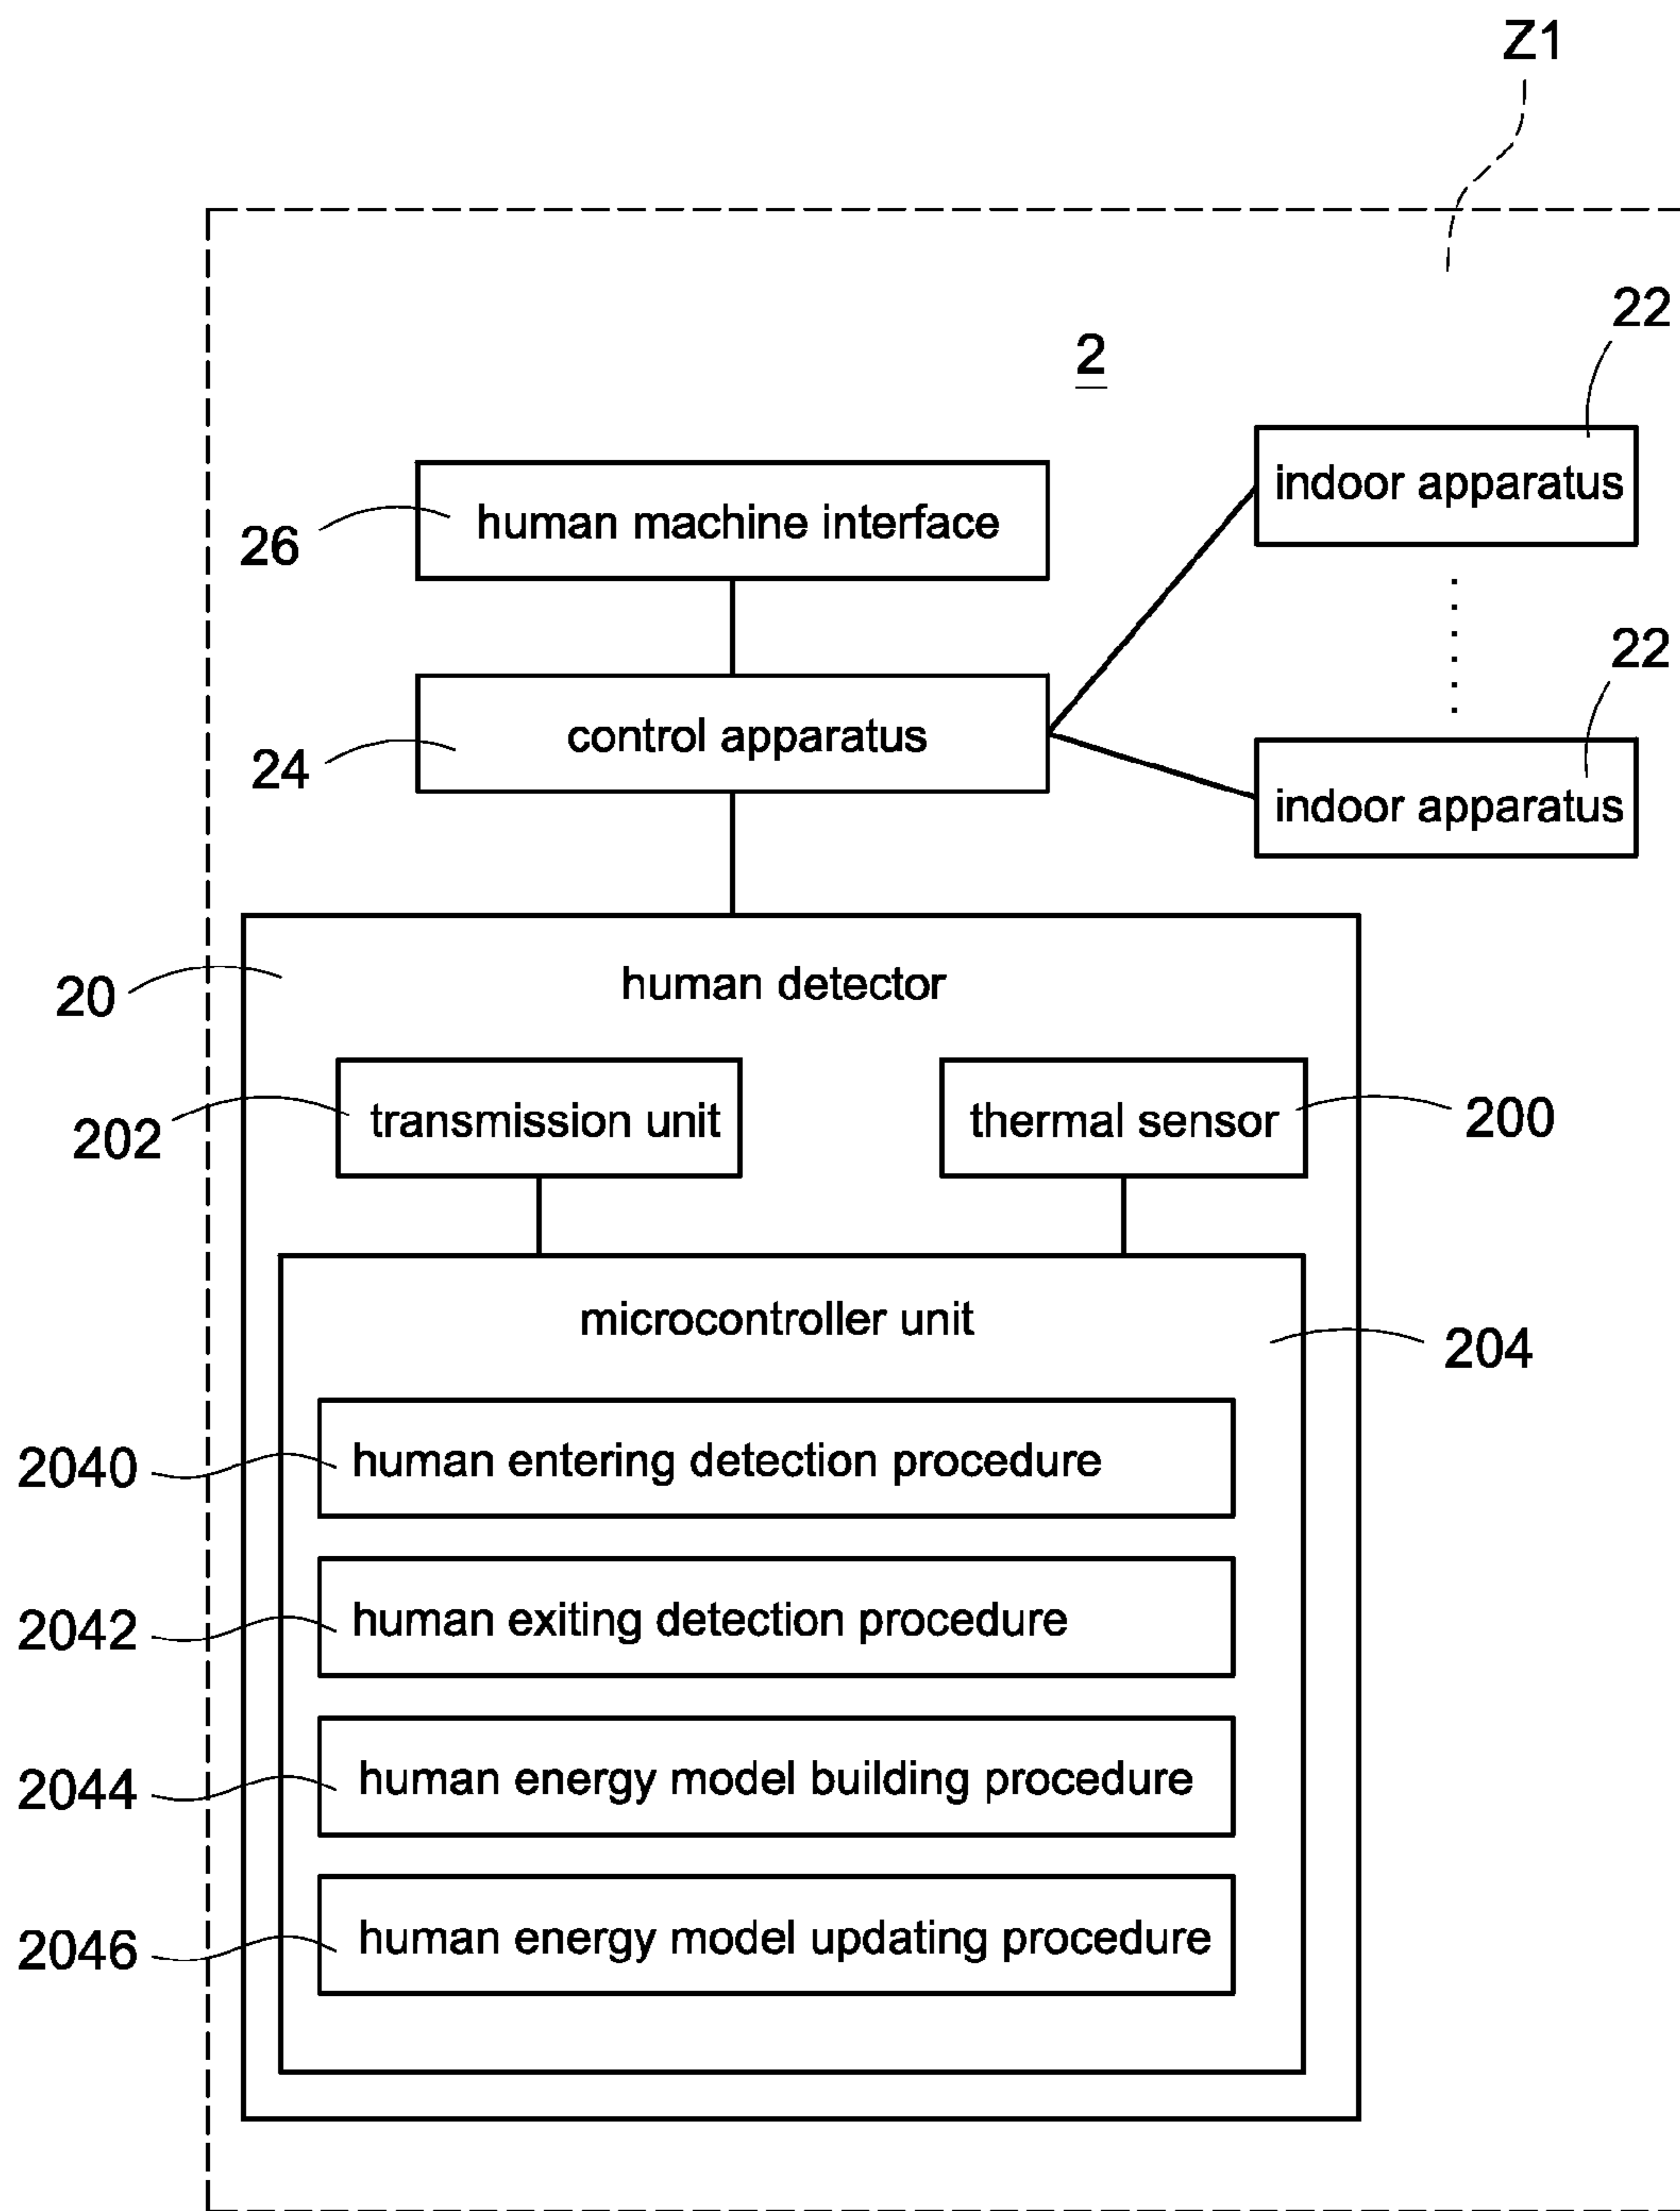 Z1
2
22
indoor apparatus
26
human machine interface
22
indoor apparatus
24
control apparatus
20
human detector
202
transmission unit
thermal sensor
200
microcontroller unit
204
2040
human entering detection procedure
2042
human exiting detection procedure
2044
human energy model building procedure
2046
human energy model updating procedure